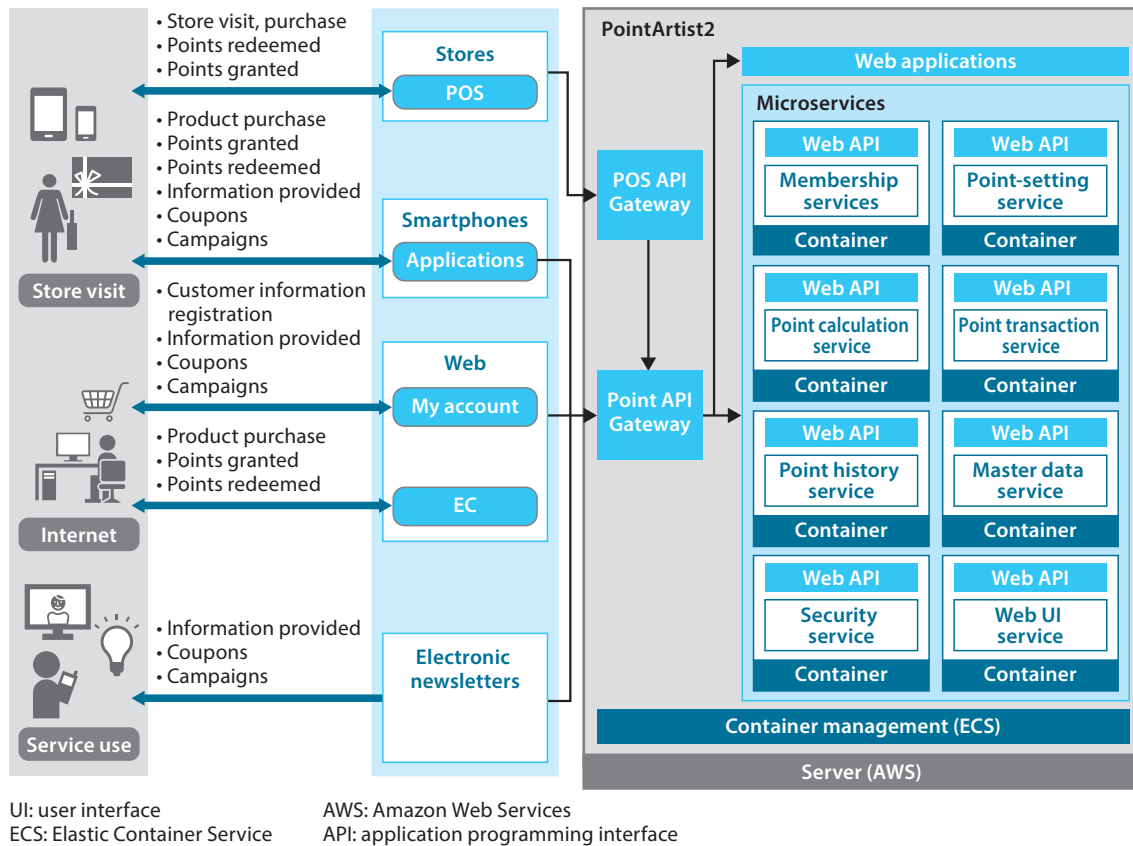 • Store visit, purchase
• Points redeemed
• Points granted
• Product purchase
• Points granted
• Points redeemed
• Information provided
• Coupons
• Campaigns
Store visit
• Customer information
registration
• Information provided
• Coupons
• Campaigns
• Product purchase
• Points granted
• Points redeemed
Internet
• Information provided
• Coupons
• Campaigns
Service use
Stores
POS
Smartphones
Applications
Web
My account
EC
Electronic
newsletters
PointArtist2
POS API
Gateway
Point API
Gateway
Web applications
Microservices
Web API
Membership
services
Container
Web API
Point-setting
service
Container
Web API
Point calculation
service
Container
Web API
Point transaction
service
Container
Web API
Point history
service
Container
Web API
Master data
service
Container
Web API
Security
service
Container
Web API
Web UI
service
Container
Container management (ECS)
Server (AWS)
UI: user interface
AWS: Amazon Web Services
ECS: Elastic Container Service
API: application programming interface